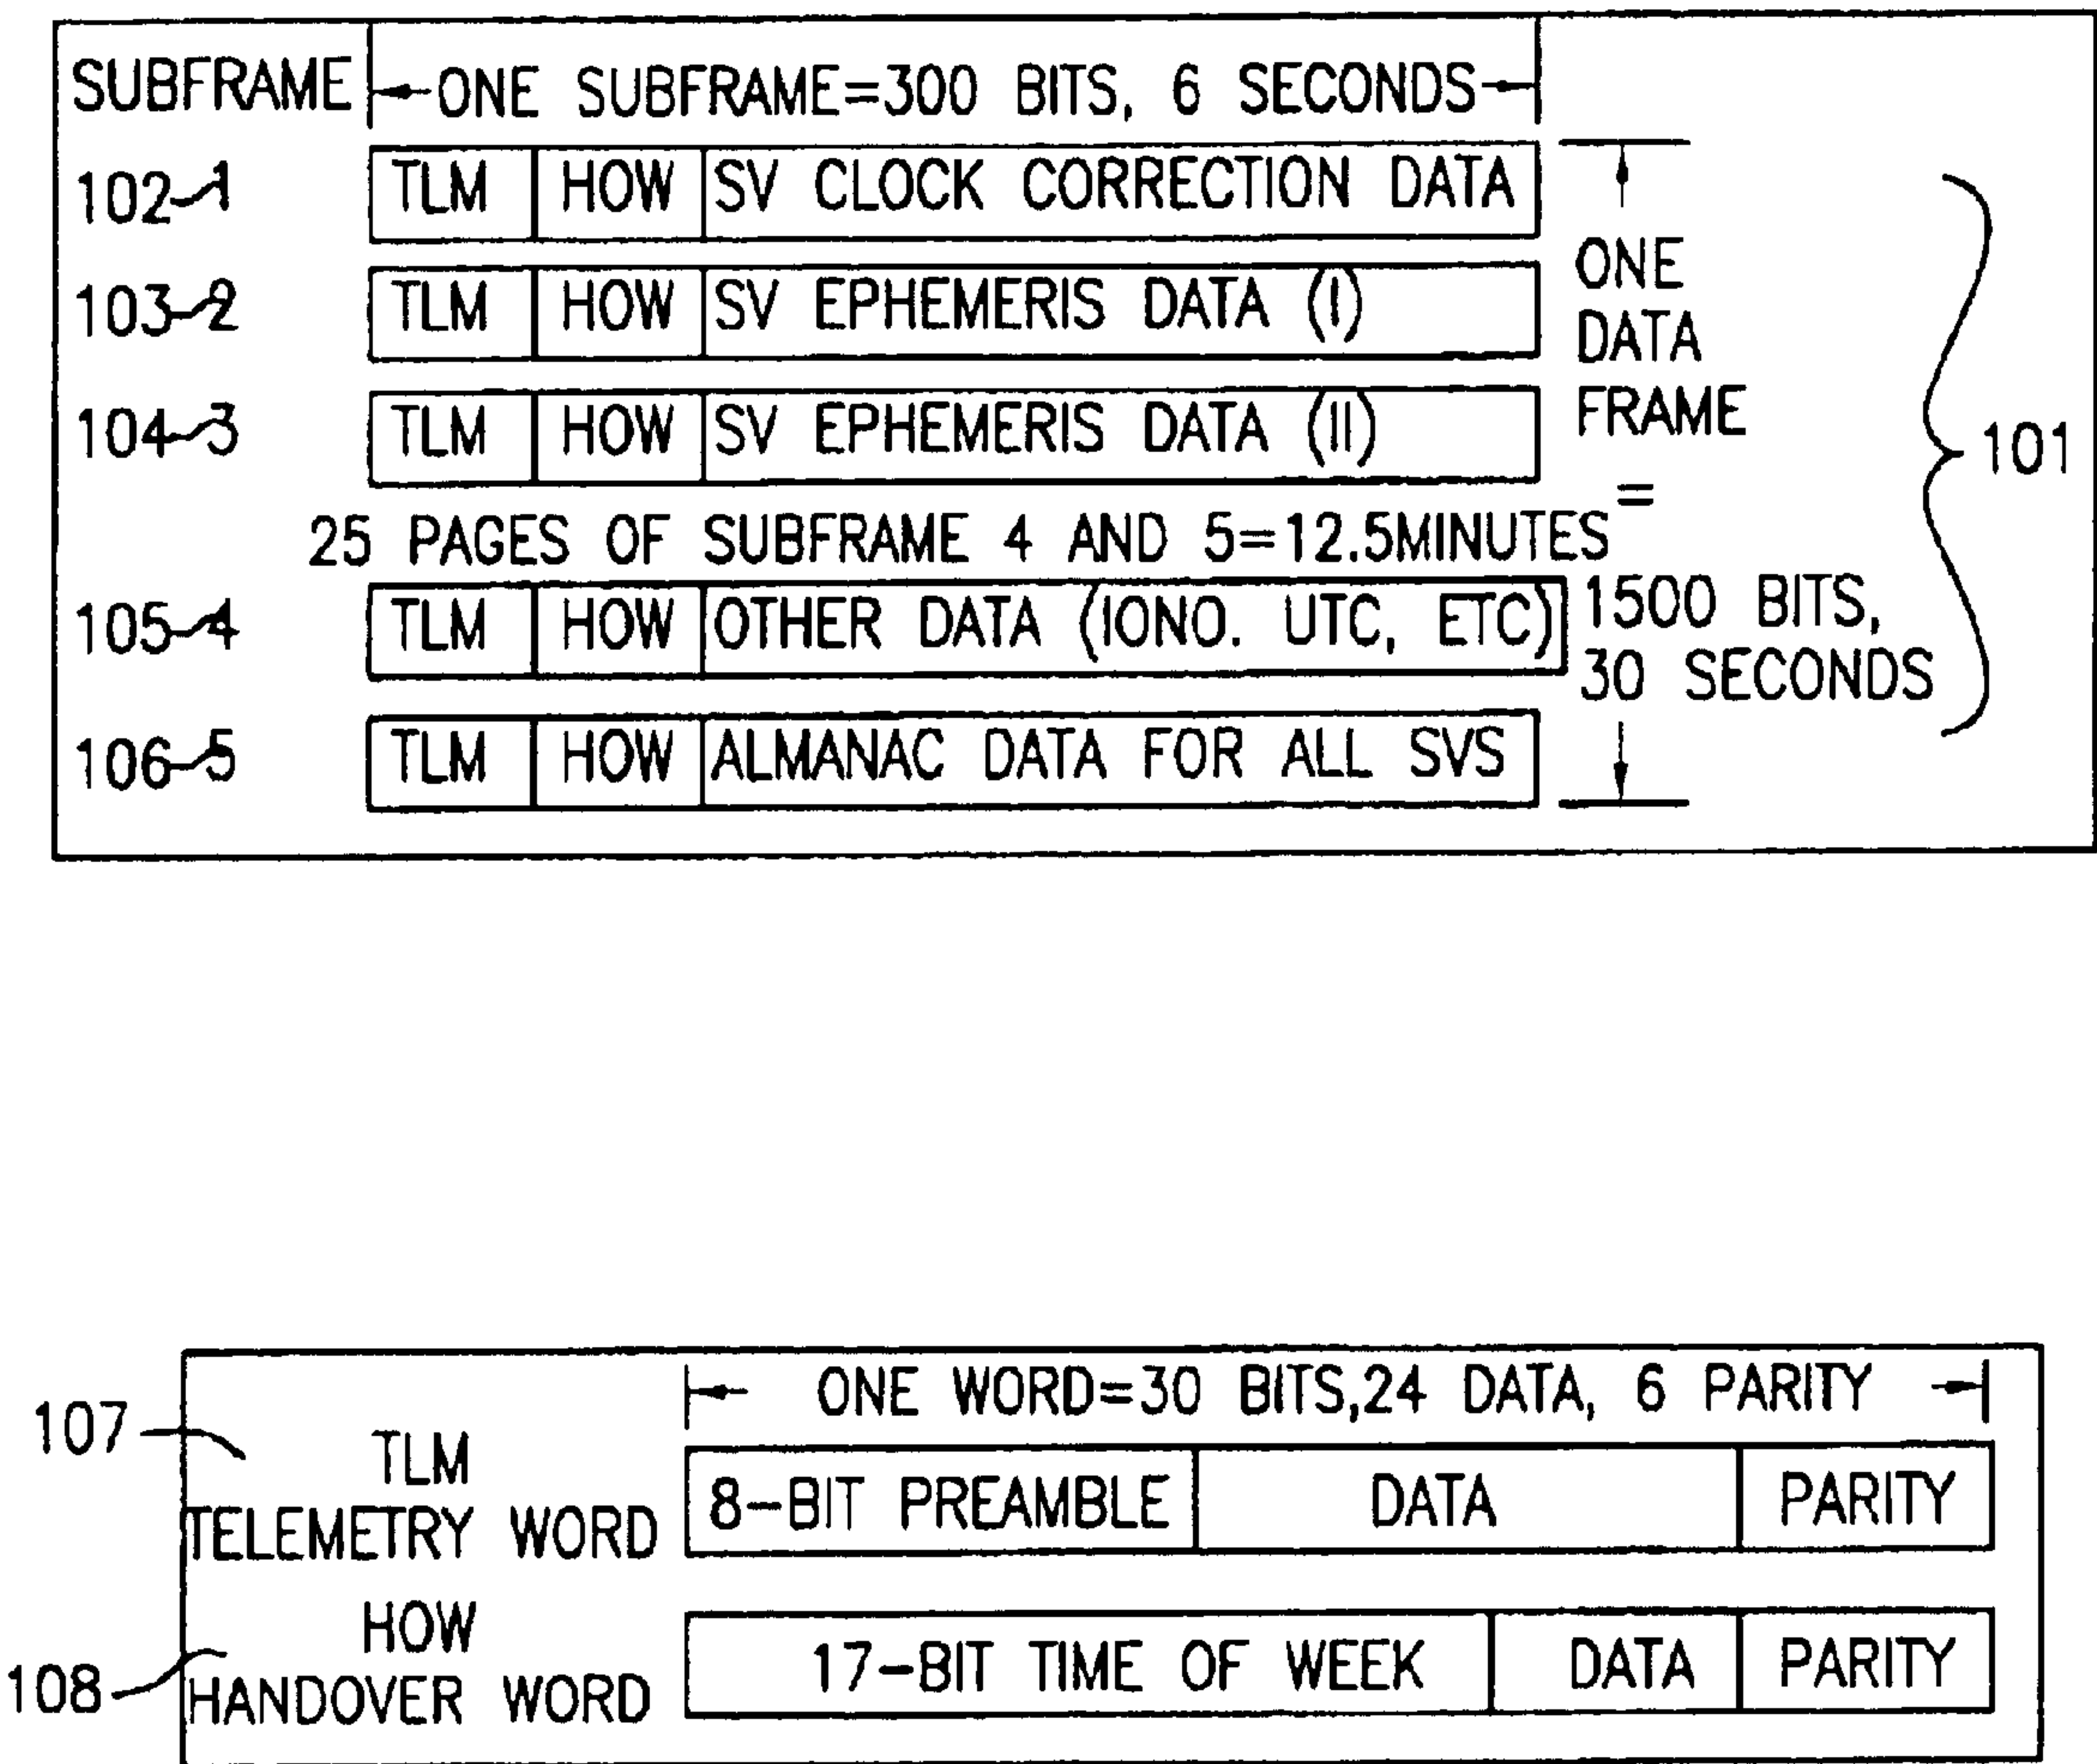 SUBFRAME ONE SUBFRAME=300 BITS, 6 SECONDS
102 1 TLM HOW SV CLOCK CORRECTION DATA
103 2 TLM HOW SV EPHEMERIS DATA (I)
104 3 TLM HOW SV EPHEMERIS DATA (II)
25 PAGES OF SUBFRAME 4 AND 5=12.5MINUTES
105 4 TLM HOW OTHER DATA (IONO. UTC, ETC)
106 5 TLM HOW ALMANAC DATA FOR ALL SVS
ONE
DATA
FRAME
=
1500 BITS,
30 SECONDS
101
ONE WORD=30 BITS,24 DATA, 6 PARITY
107
TLM
TELEMETRY WORD
8-BIT PREAMBLE DATA PARITY
108
HOW
HANDOVER WORD
17-BIT TIME OF WEEK DATA PARITY